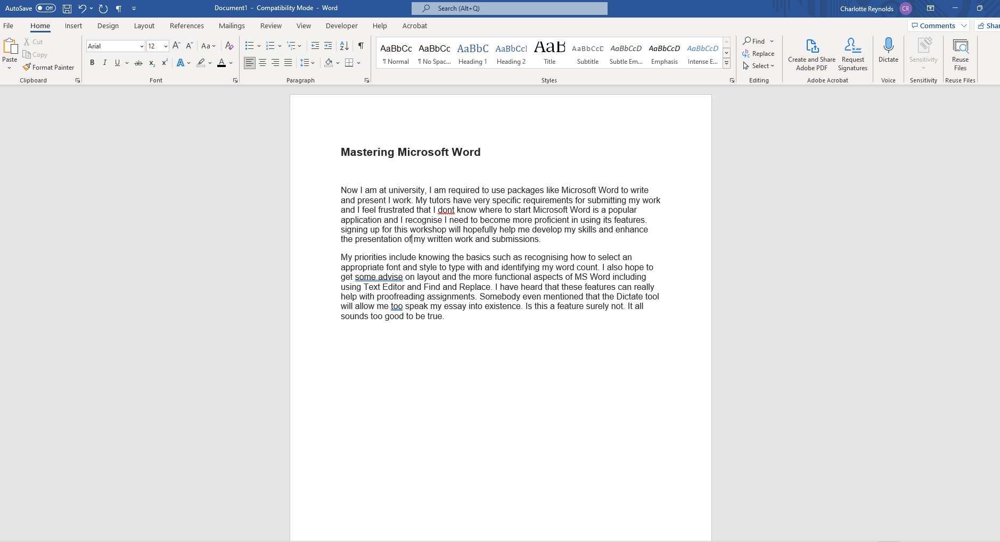 AutoSave Off Document1 - Compatibility Mode - Word Search (Alt+Q) Charlotte Reynolds CR
File Home Insert Design Layout References Mailings Review View Developer Help Acrobat Comments Shar
Paste Cut Copy Format Painter
Clipboard
Arial 12 Aa
B I U ab x₂ x² A A
Font
Paragraph
AaBbCc AaBbCc AaBbC AaBbCcI AaB AaBbCcD AaBbCcD AaBbCcD AaBbCcD
¶ Normal ¶ No Spac... Heading 1 Heading 2 Title Subtitle Subtle Em... Emphasis Intense E...
Styles
Find
Replace
Select
Editing
Create and Share Adobe PDF
Request Signatures
Adobe Acrobat
Dictate
Voice
Sensitivity
Sensitivity
Reuse Files
Reuse Files
Mastering Microsoft Word
Now I am at university, I am required to use packages like Microsoft Word to write
and present I work. My tutors have very specific requirements for submitting my work
and I feel frustrated that I dont know where to start Microsoft Word is a popular
application and I recognise I need to become more proficient in using its features.
signing up for this workshop will hopefully help me develop my skills and enhance
the presentation of my written work and submissions.
My priorities include knowing the basics such as recognising how to select an
appropriate font and style to type with and identifying my word count. I also hope to
get some advise on layout and the more functional aspects of MS Word including
using Text Editor and Find and Replace. I have heard that these features can really
help with proofreading assignments. Somebody even mentioned that the Dictate tool
will allow me too speak my essay into existence. Is this a feature surely not. It all
sounds too good to be true.